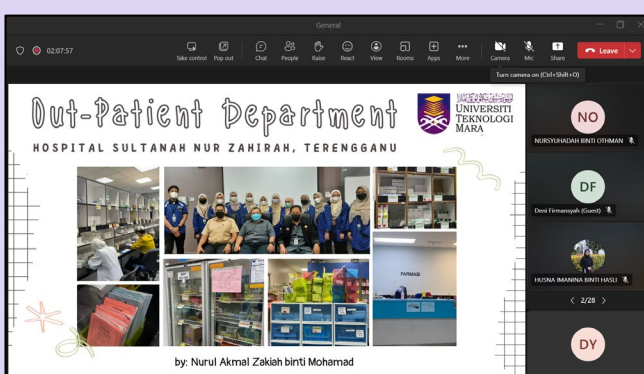 General
02:07:57
Take control Pop out Chat People Raise React View Rooms Apps More Camera Mic Share Leave
Turn camera on (Ctrl+Shift+O)
Out-Patient Department
HOSPITAL SULTANAH NUR ZAHIRAH, TERENGGANU
UNIVERSITI
TEKNOLOGI
MARA
FARMASI
by: Nurul Akmal Zakiah binti Mohamad
NO
NURSYUHADAH BINTI OTHMAN
DF
Deni Firmansyah (Guest)
HUSNA IMANINA BINTI HASLI
< 2/28 >
DY